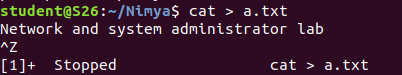 student@S26:~/Nimya$ cat > a.txt
Network and system administrator lab
^Z
[1]+  Stopped                 cat > a.txt